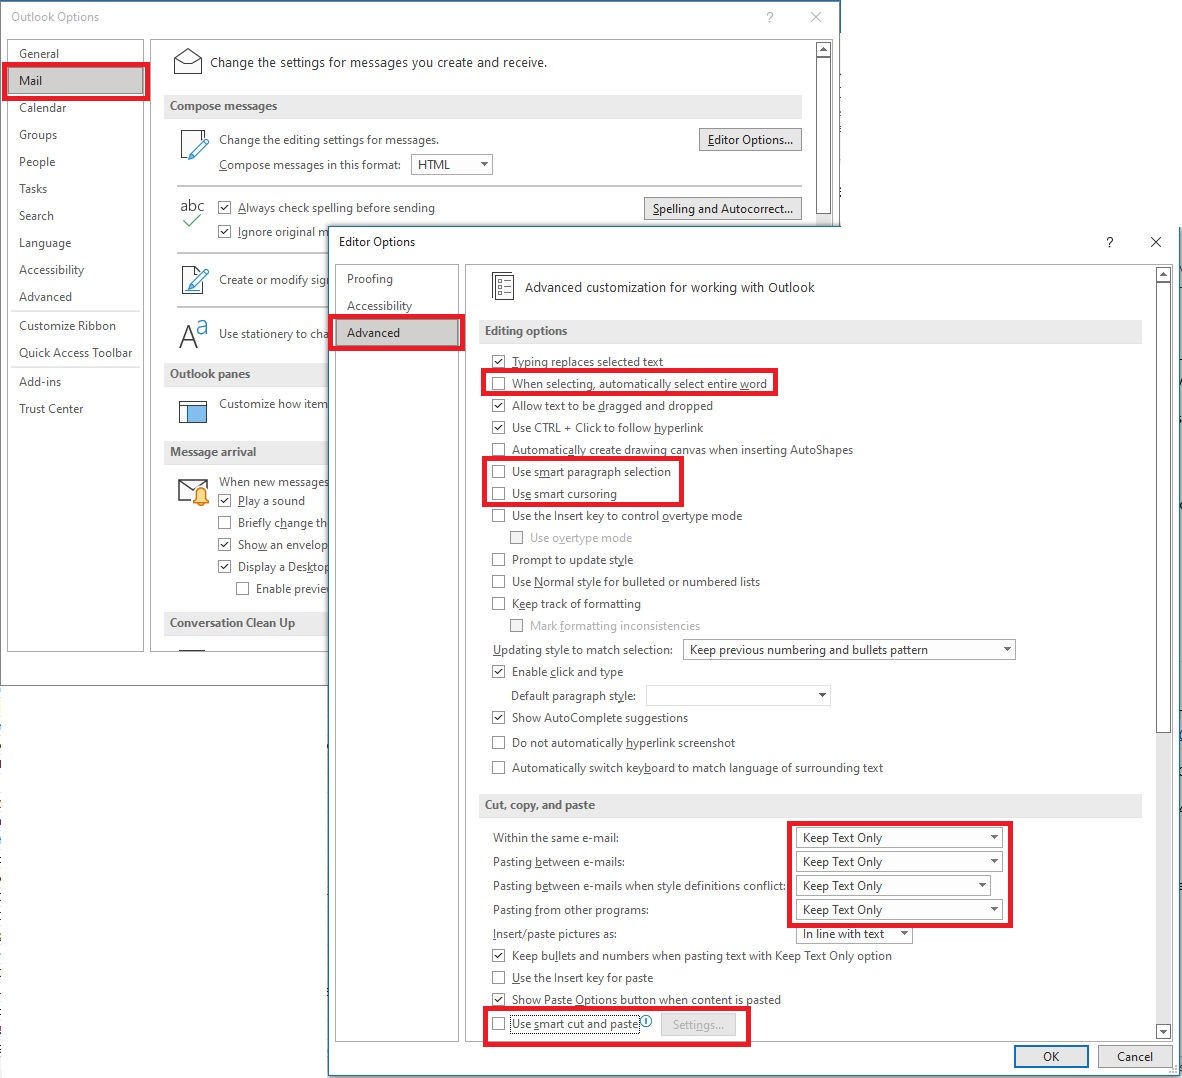 Outlook Options
?
General
Mail
Calendar
Groups
People
Tasks
Search
Language
Accessibility
Advanced
Customize Ribbon
Quick Access Toolbar
Add-ins
Trust Center
Change the settings for messages you create and receive.
Compose messages
Change the editing settings for messages.
Editor Options...
Compose messages in this format: HTML
abc
Always check spelling before sending
Spelling and Autocorrect...
Ignore original m
Create or modify sig
Aa
Use stationery to cha
Outlook panes
Customize how item
Message arrival
When new messages
Play a sound
Briefly change th
Show an envelop
Display a Desktop
Enable previe
Conversation Clean Up
Editor Options
?
Proofing
Accessibility
Advanced
Advanced customization for working with Outlook
Editing options
Typing replaces selected text
When selecting, automatically select entire word
Allow text to be dragged and dropped
Use CTRL + Click to follow hyperlink
Automatically create drawing canvas when inserting AutoShapes
Use smart paragraph selection
Use smart cursoring
Use the Insert key to control overtype mode
Use overtype mode
Prompt to update style
Use Normal style for bulleted or numbered lists
Keep track of formatting
Mark formatting inconsistencies
Updating style to match selection: Keep previous numbering and bullets pattern
Enable click and type
Default paragraph style:
Show AutoComplete suggestions
Do not automatically hyperlink screenshot
Automatically switch keyboard to match language of surrounding text
Cut, copy, and paste
Within the same e-mail: Keep Text Only
Pasting between e-mails: Keep Text Only
Pasting between e-mails when style definitions conflict: Keep Text Only
Pasting from other programs: Keep Text Only
Insert/paste pictures as: In line with text
Keep bullets and numbers when pasting text with Keep Text Only option
Use the Insert key for paste
Show Paste Options button when content is pasted
Use smart cut and paste Settings...
OK Cancel